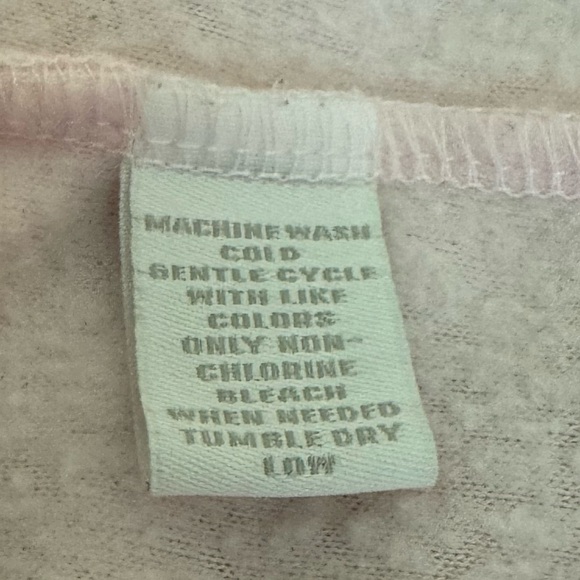 MACHINE WASH
COLD
GENTLE CYCLE
WITH LIKE
COLORS
ONLY NON-
CHLORINE
BLEACH
WHEN NEEDED
TUMBLE DRY
LOW